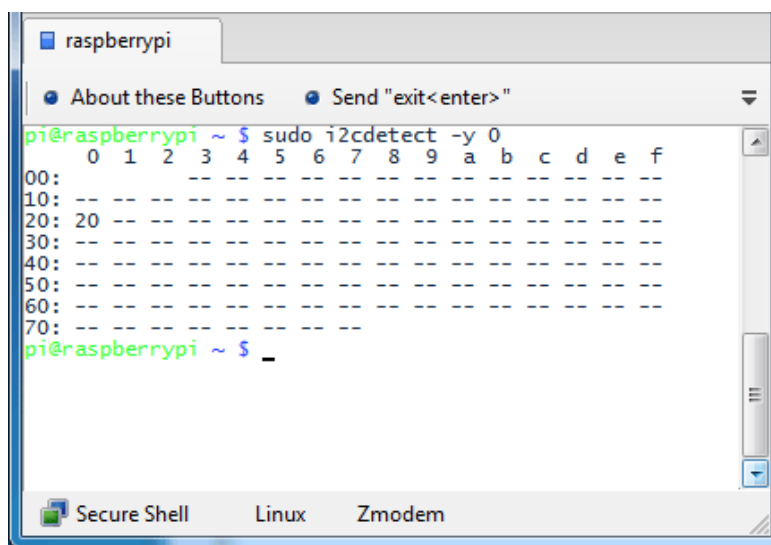 raspberrypi
About these Buttons Send "exit<enter>"
pi@raspberrypi ~ $ sudo i2cdetect -y 0
     0  1  2  3  4  5  6  7  8  9  a  b  c  d  e  f
00:          -- -- -- -- -- -- -- -- -- -- -- -- --
10: -- -- -- -- -- -- -- -- -- -- -- -- -- -- -- --
20: 20 -- -- -- -- -- -- -- -- -- -- -- -- -- -- --
30: -- -- -- -- -- -- -- -- -- -- -- -- -- -- -- --
40: -- -- -- -- -- -- -- -- -- -- -- -- -- -- -- --
50: -- -- -- -- -- -- -- -- -- -- -- -- -- -- -- --
60: -- -- -- -- -- -- -- -- -- -- -- -- -- -- -- --
70: -- -- -- -- -- -- -- --
pi@raspberrypi ~ $ _
Secure Shell Linux Zmodem